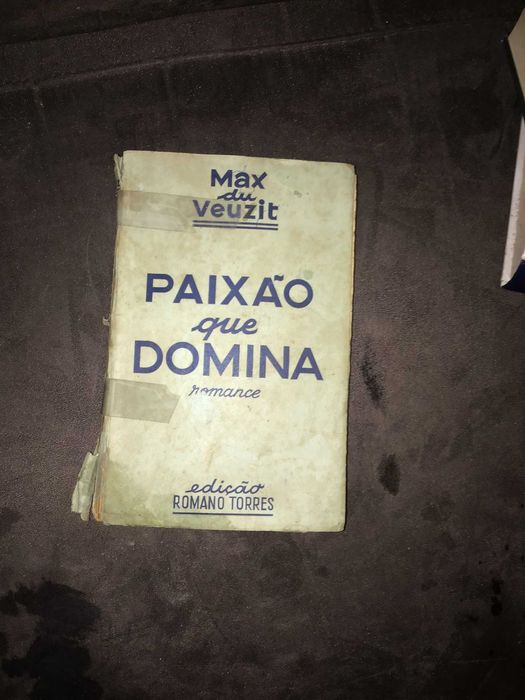 Max
du
Veuzit
PAIXÃO
que
DOMINA
romance
edição
ROMANO TORRES